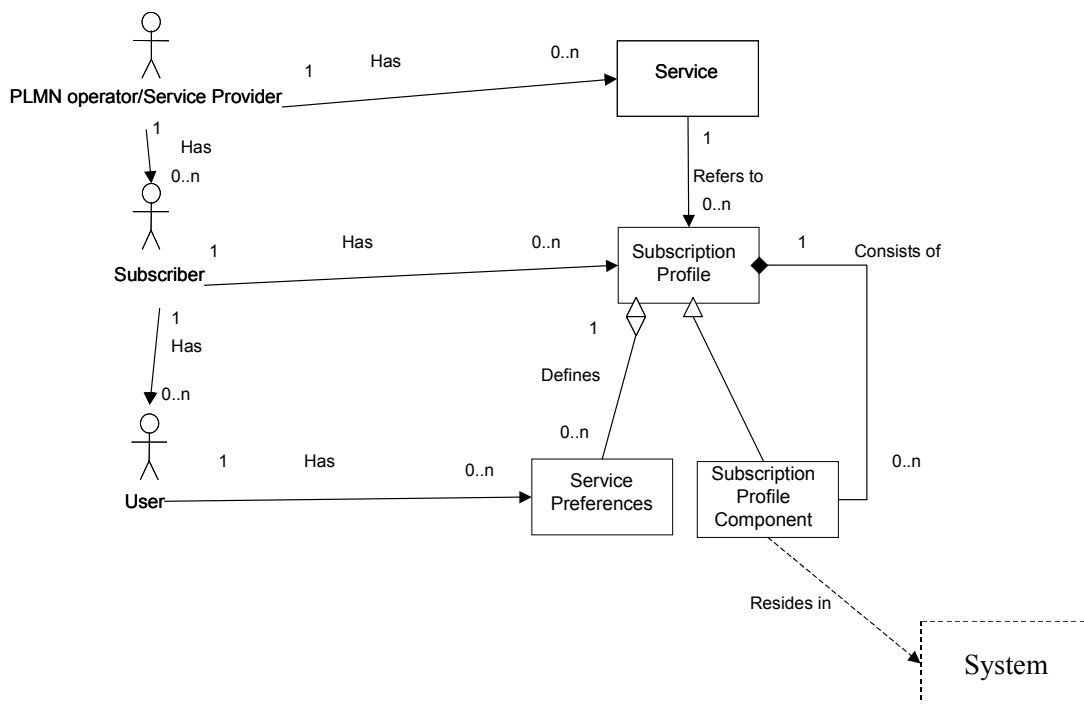 Has
0..n
1
Service
PLMN operator/Service Provider
1
1
Has
Refers to
0..n
0..n
Has
0..n
1
Subscription
Profile
1
Consists of
Subscriber
1
1
Has
Defines
0..n
0..n
1
Has
0..n
0..n
Service
Preferences
Subscription
Profile
Component
User
Resides in
System